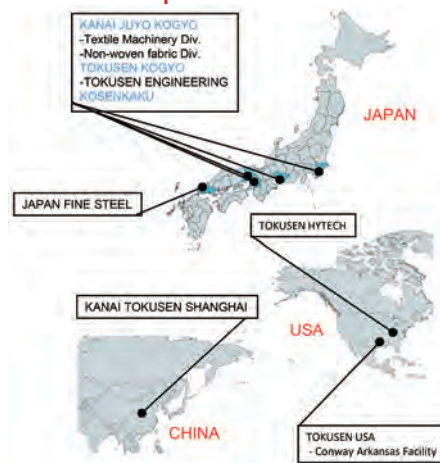 KANAI JUYO KOGYO
-Textile Machinery Div.
-Non-woven fabric Div.
TOKUSEN KOGYO
-TOKUSEN ENGINEERING
KOSENKAKU
JAPAN
JAPAN FINE STEEL
TOKUSEN HYTECH
KANAI TOKUSEN SHANGHAI
USA
CHINA
TOKUSEN USA
- Conway Arkansas Facility